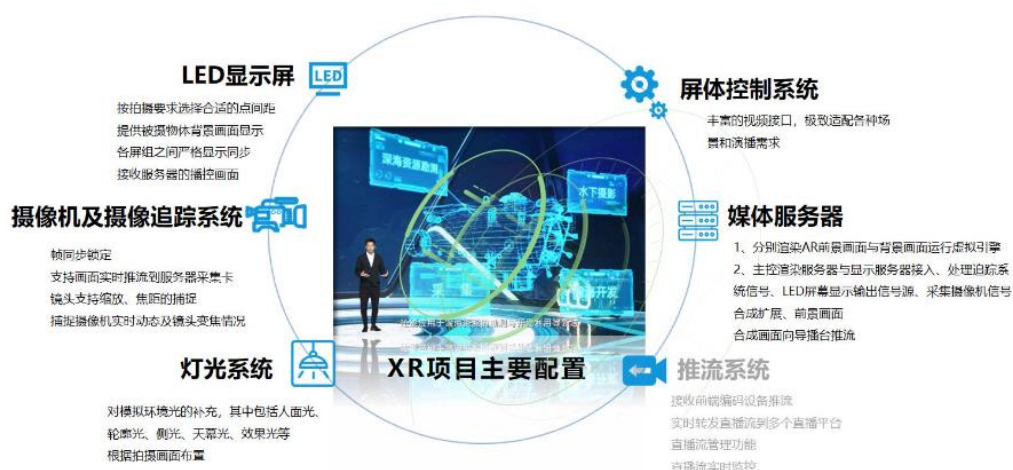 LED显示屏
LED
按拍摄要求选择合适的点间距
提供被摄物体背景画面显示
各屏组之间严格显示同步
接收服务器的播控画面
摄像机及摄像追踪系统
帧同步锁定
支持画面实时推流到服务器采集卡
镜头支持缩放、焦距的捕捉
捕捉摄像机实时动态及镜头变焦情况
灯光系统
对模拟环境光的补充，其中包括人面光、
轮廓光、侧光、天幕光、效果光等
根据拍摄画面布置
深海资源勘测
水下摄影
采集
开发
XR项目主要配置
屏体控制系统
丰富的视频接口，极致适配各种场
景和演播需求
媒体服务器
1、分别渲染AR前景画面与背景画面运行虚拟引擎
2、主控渲染服务器与显示服务器接入、处理追踪系
统信号、LED屏幕显示输出信号源、采集摄像机信号
合成扩展、前景画面
合成画面向导播台推流
推流系统
接收前端编码设备推流
实时转发直播流到多个直播平台
直播流管理功能
直播流实时监控